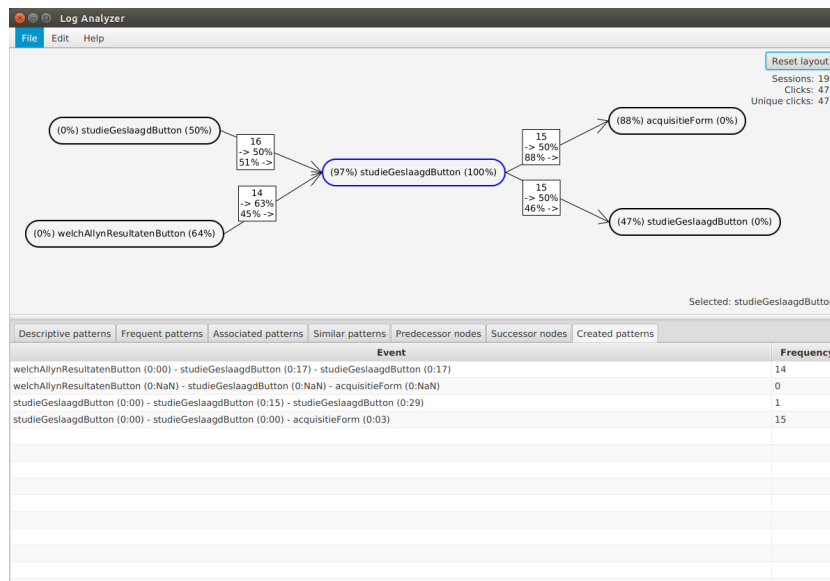 Log Analyzer
File Edit Help
Reset layout
Sessions: 19
Clicks: 47
Unique clicks: 47
(0%) studieGeslaagdButton (50%)
16
-> 50%
51% ->
(0%) welchAllynResultatenButton (64%)
14
-> 63%
45% ->
(97%) studieGeslaagdButton (100%)
15
-> 50%
88% ->
(88%) acquisitieForm (0%)
15
-> 50%
46% ->
(47%) studieGeslaagdButton (0%)
Selected: studieGeslaagdButton
Descriptive patterns Frequent patterns Associated patterns Similar patterns Predecessor nodes Successor nodes Created patterns
Event Frequency
welchAllynResultatenButton (0:00) - studieGeslaagdButton (0:17) - studieGeslaagdButton (0:17) 14
welchAllynResultatenButton (0:NaN) - studieGeslaagdButton (0:NaN) - acquisitieForm (0:NaN) 0
studieGeslaagdButton (0:00) - studieGeslaagdButton (0:15) - studieGeslaagdButton (0:29) 1
studieGeslaagdButton (0:00) - studieGeslaagdButton (0:00) - acquisitieForm (0:03) 15